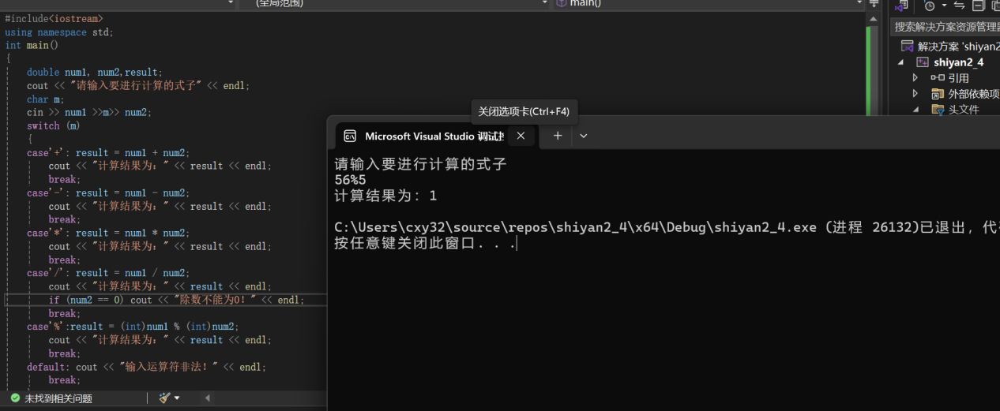 (全局范围)
main()
#include<iostream>
using namespace std;
int main()
{
double num1, num2,result;
cout << "请输入要进行计算的式子" << endl;
char m;
cin >> num1 >>m>> num2;
switch (m)
{
case'+': result = num1 + num2;
cout << "计算结果为：" << result << endl;
break;
case'-': result = num1 - num2;
cout << "计算结果为：" << result << endl;
break;
case'*': result = num1 * num2;
cout << "计算结果为：" << result << endl;
break;
case'/': result = num1 / num2;
cout << "计算结果为：" << result << endl;
if (num2 == 0) cout << "除数不能为0！" << endl;
break;
case'%':result = (int)num1 % (int)num2;
cout << "计算结果为：" << result << endl;
break;
default: cout << "输入运算符非法！" << endl;
break;
未找到相关问题
关闭选项卡(Ctrl+F4)
Microsoft Visual Studio 调试
请输入要进行计算的式子
56%5
计算结果为：1
C:\Users\cxy32\source\repos\shiyan2_4\x64\Debug\shiyan2_4.exe (进程 26132)已退出，代
按任意键关闭此窗口. . .
搜索解决方案资源管理器
解决方案 'shiyan2
shiyan2_4
引用
外部依赖项
头文件